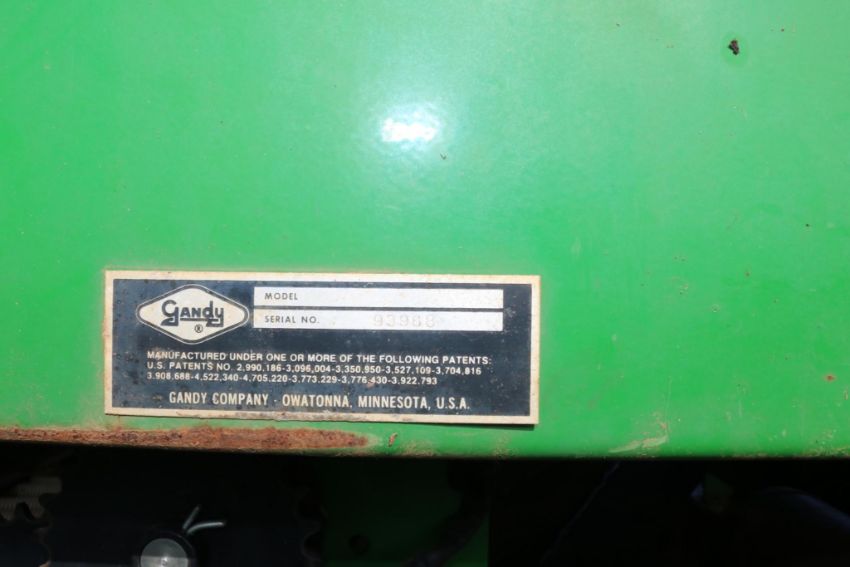 Gandy ®
MODEL
SERIAL NO. 93968
MANUFACTURED UNDER ONE OR MORE OF THE FOLLOWING PATENTS:
U.S. PATENTS NO. 2,990,186-3,096,004-3,350,950-3,527,109-3,704,816
3,908,688-4,522,340-4,705,220-3,773,229-3,776,430-3,922,793
GANDY COMPANY - OWATONNA, MINNESOTA, U.S.A.